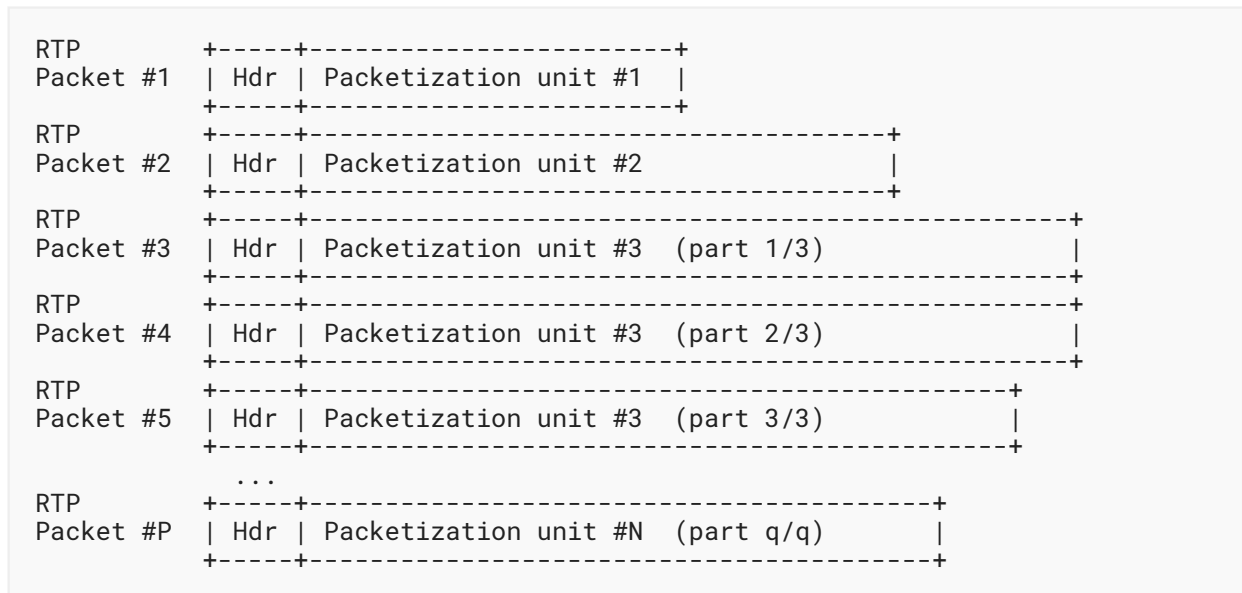 RTP         +-----+------------------------+
Packet #1  | Hdr | Packetization unit #1  |
           +-----+------------------------+
RTP         +-----+--------------------------------------+
Packet #2  | Hdr | Packetization unit #2                |
           +-----+--------------------------------------+
RTP         +-----+--------------------------------------------------+
Packet #3  | Hdr | Packetization unit #3  (part 1/3)                |
           +-----+--------------------------------------------------+
RTP         +-----+--------------------------------------------------+
Packet #4  | Hdr | Packetization unit #3  (part 2/3)                |
           +-----+--------------------------------------------------+
RTP         +-----+----------------------------------------------+
Packet #5  | Hdr | Packetization unit #3  (part 3/3)            |
           +-----+----------------------------------------------+
             ...
RTP         +-----+-----------------------------------------+
Packet #P  | Hdr | Packetization unit #N  (part q/q)       |
           +-----+-----------------------------------------+